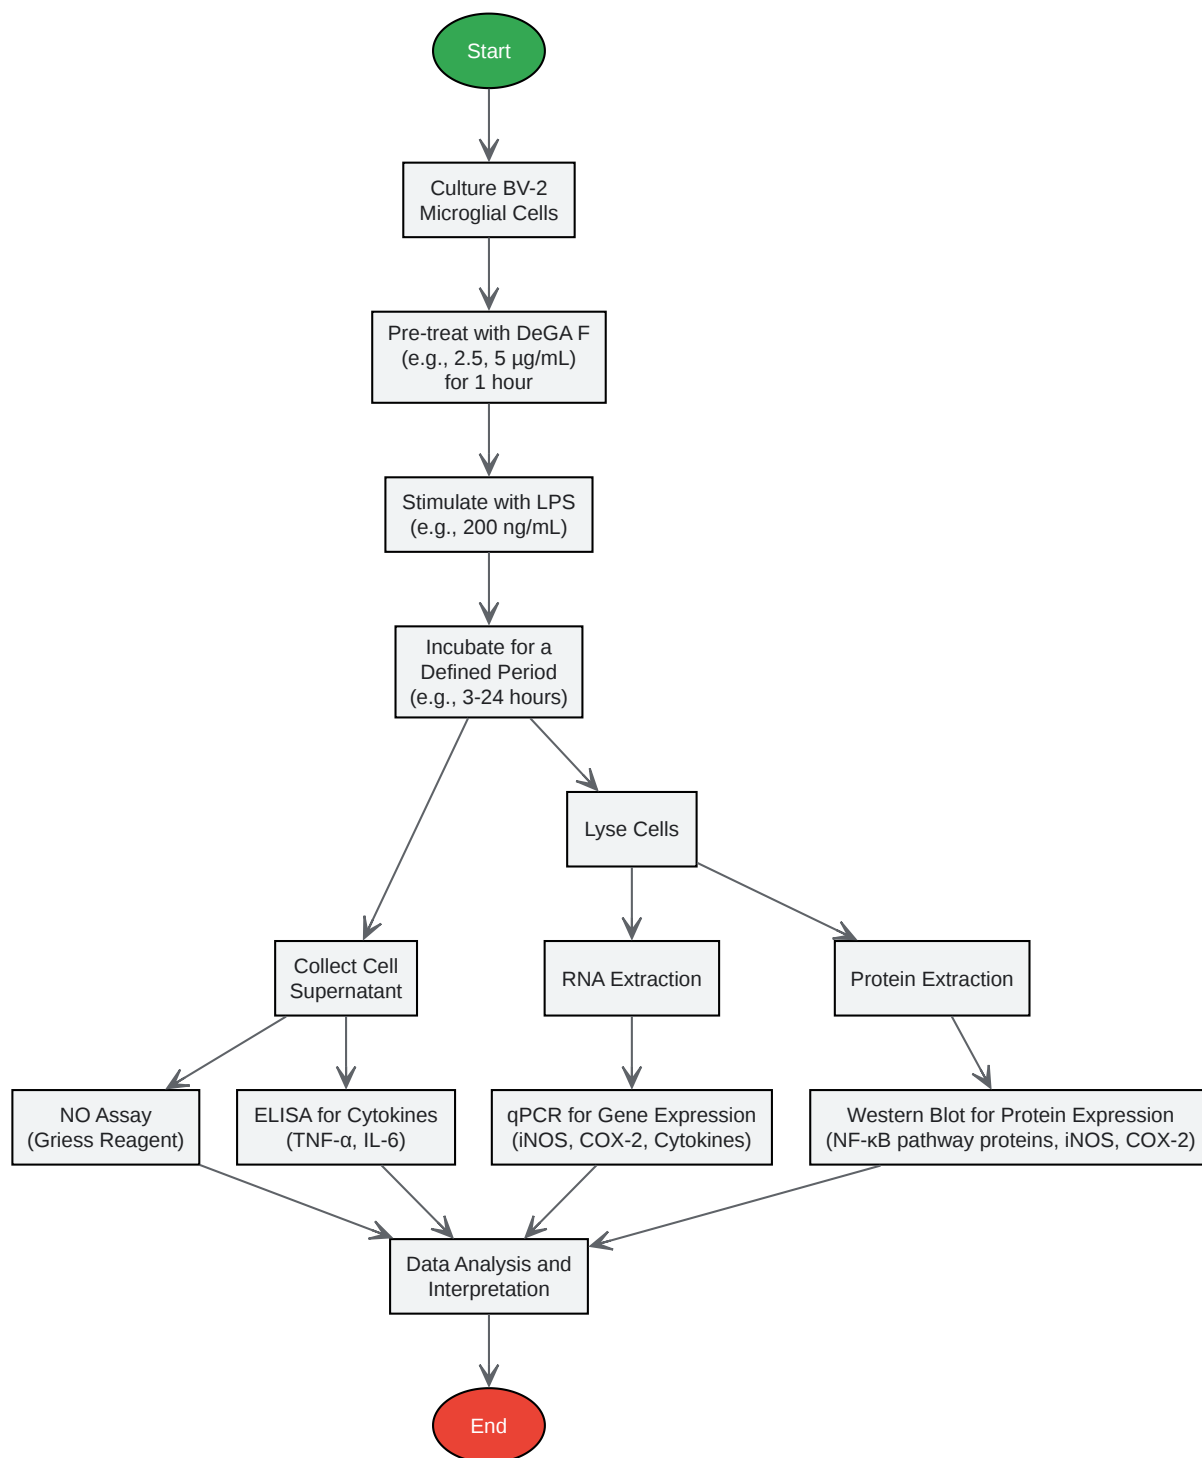 Start
Culture BV-2
Microglial Cells
Pre-treat with DeGA F
(e.g., 2.5, 5 µg/mL)
for 1 hour
Stimulate with LPS
(e.g., 200 ng/mL)
Incubate for a
Defined Period
(e.g., 3-24 hours)
Lyse Cells
Collect Cell
Supernatant
RNA Extraction
Protein Extraction
NO Assay
(Griess Reagent)
ELISA for Cytokines
(TNF-α, IL-6)
qPCR for Gene Expression
(iNOS, COX-2, Cytokines)
Western Blot for Protein Expression
(NF-κB pathway proteins, iNOS, COX-2)
Data Analysis and
Interpretation
End